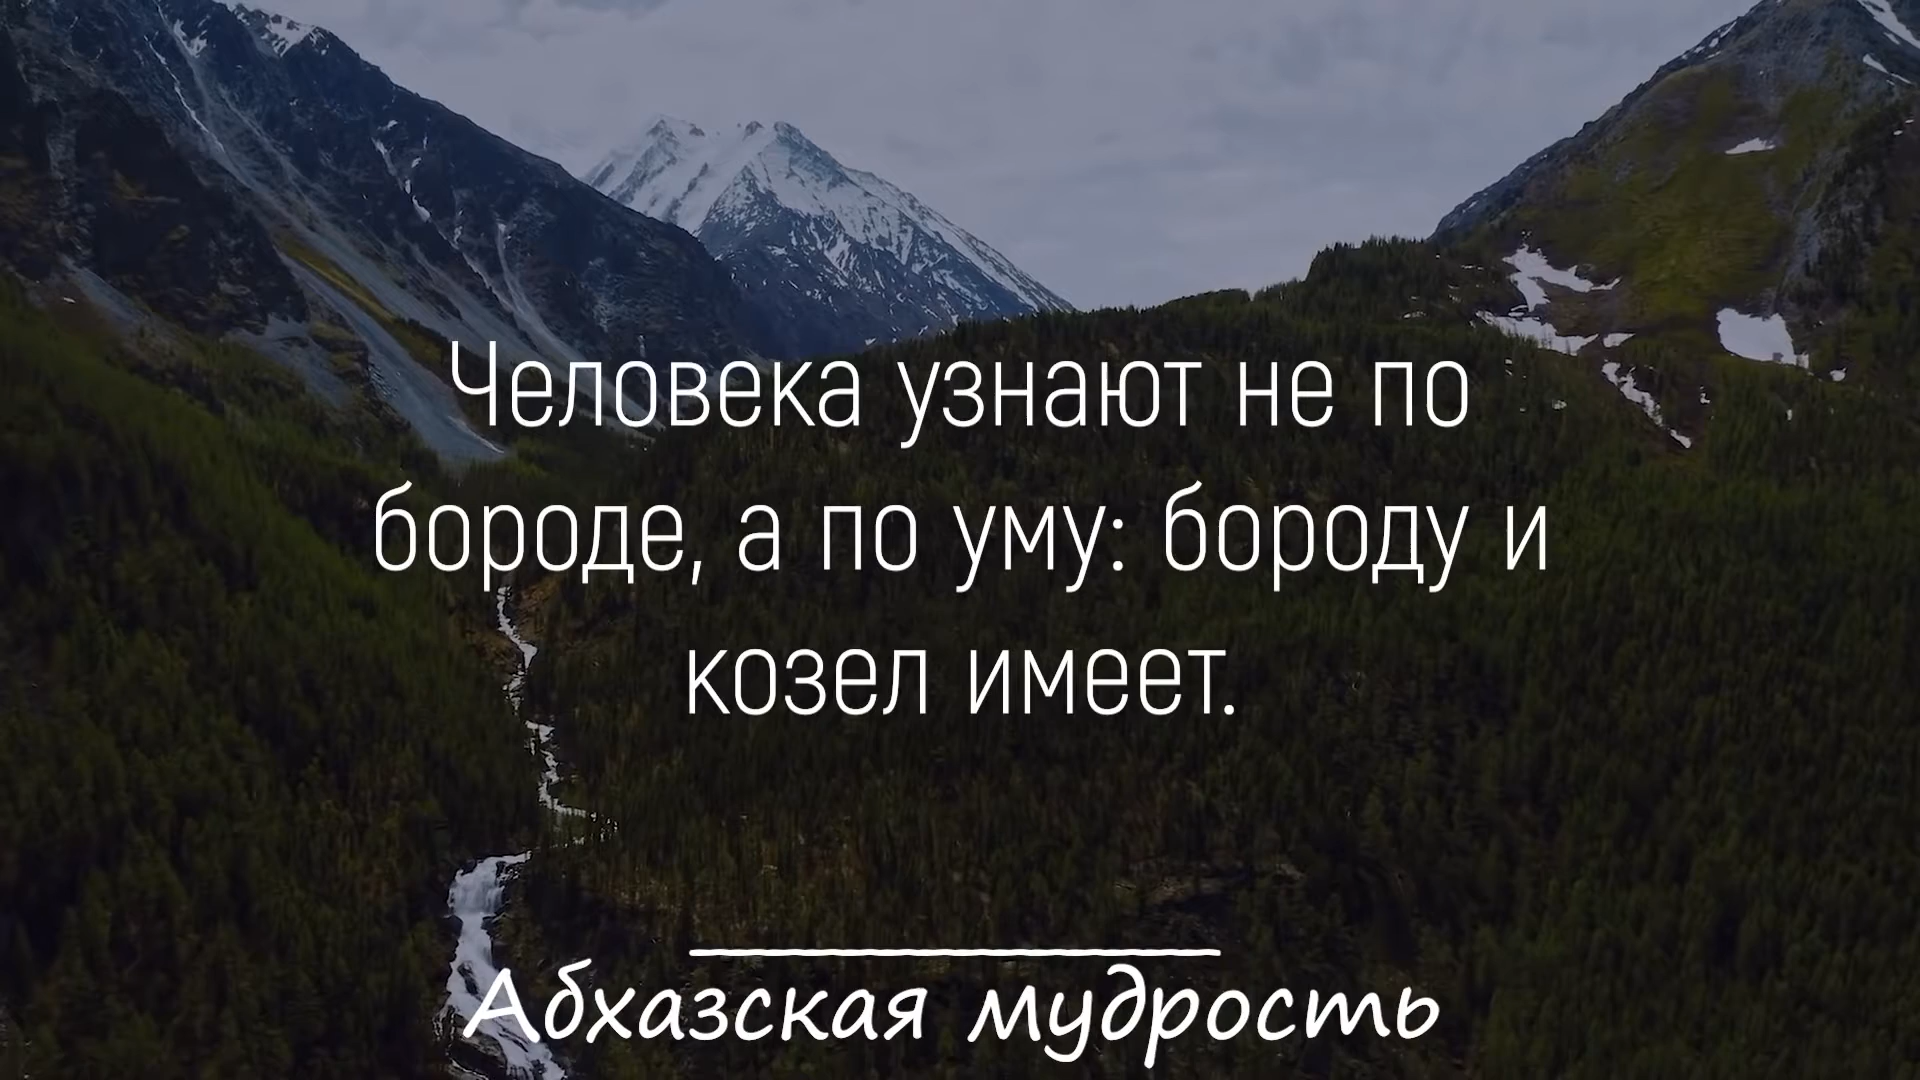 Человека узнают не по
бороде, а по уму: бороду и
козел имеет.
Абхазская мудрость